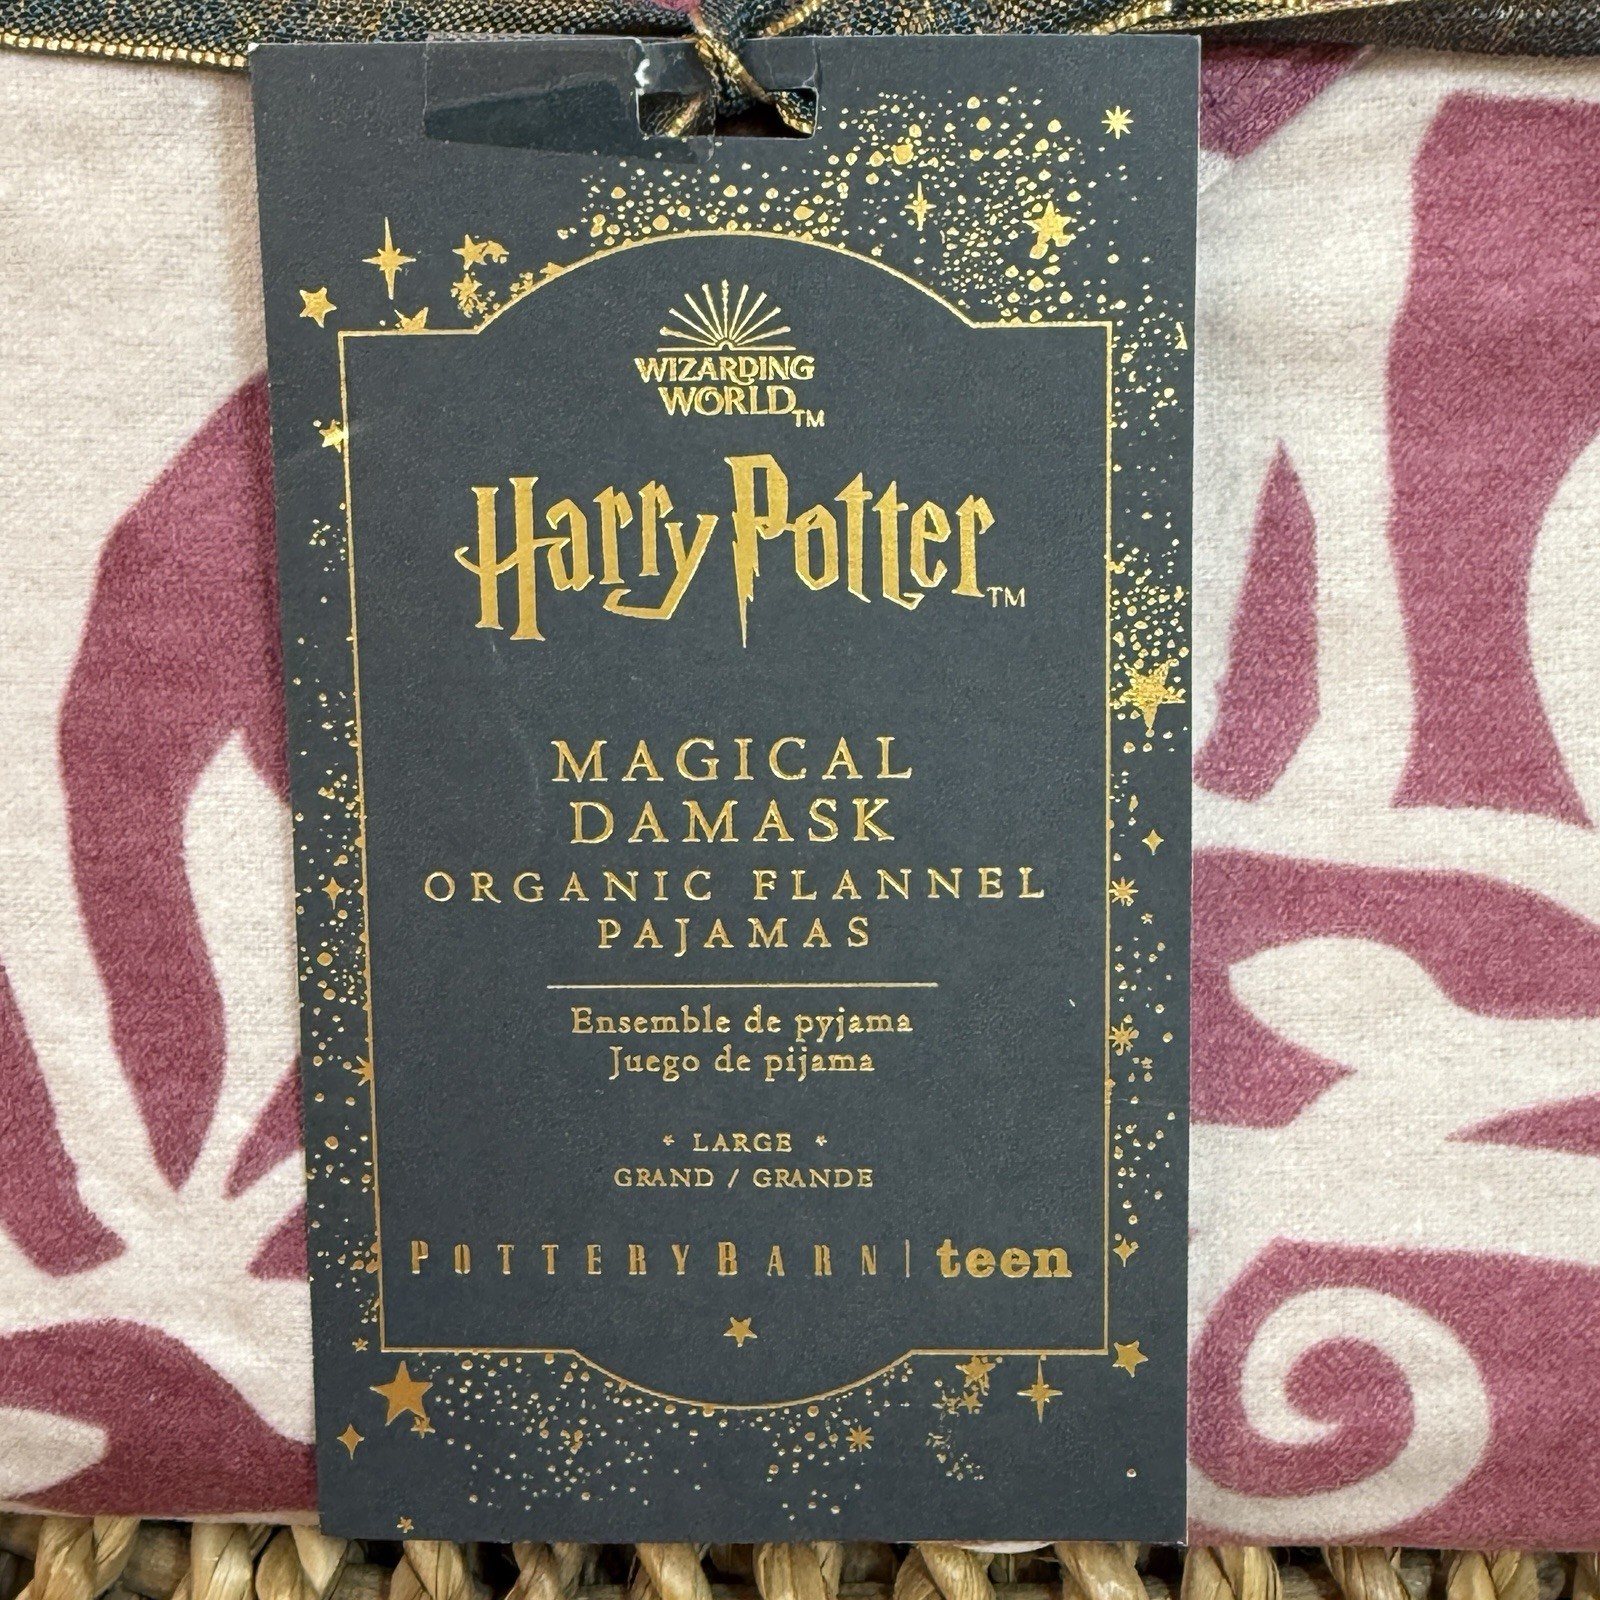 WIZARDING
WORLD™
Harry Potter™
MAGICAL
DAMASK
ORGANIC FLANNEL
PAJAMAS
Ensemble de pyjama
Juego de pijama
* LARGE *
GRAND / GRANDE
POTTERYBARN | teen